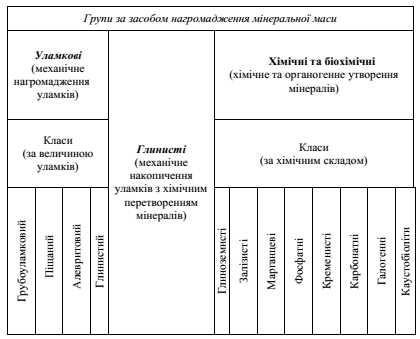 Групи за засобом нагромадження мінеральної маси
Уламкові
(механічне
нагромадження
уламків)
Класи
(за величиною
уламків)
Грубоуламковий
Піщаний
Алевритовий
Глинистий
Глинисті
(механічне
накопичення
уламків з хімічним
перетворенням
мінералів)
Хімічні та біохімічні
(хімічне та органогенне утворення
мінералів)
Класи
(за хімічним складом)
Глиноземисті
Залізисті
Марганцеві
Фосфатні
Кременисті
Карбонатні
Галогенні
Каустобіоліти